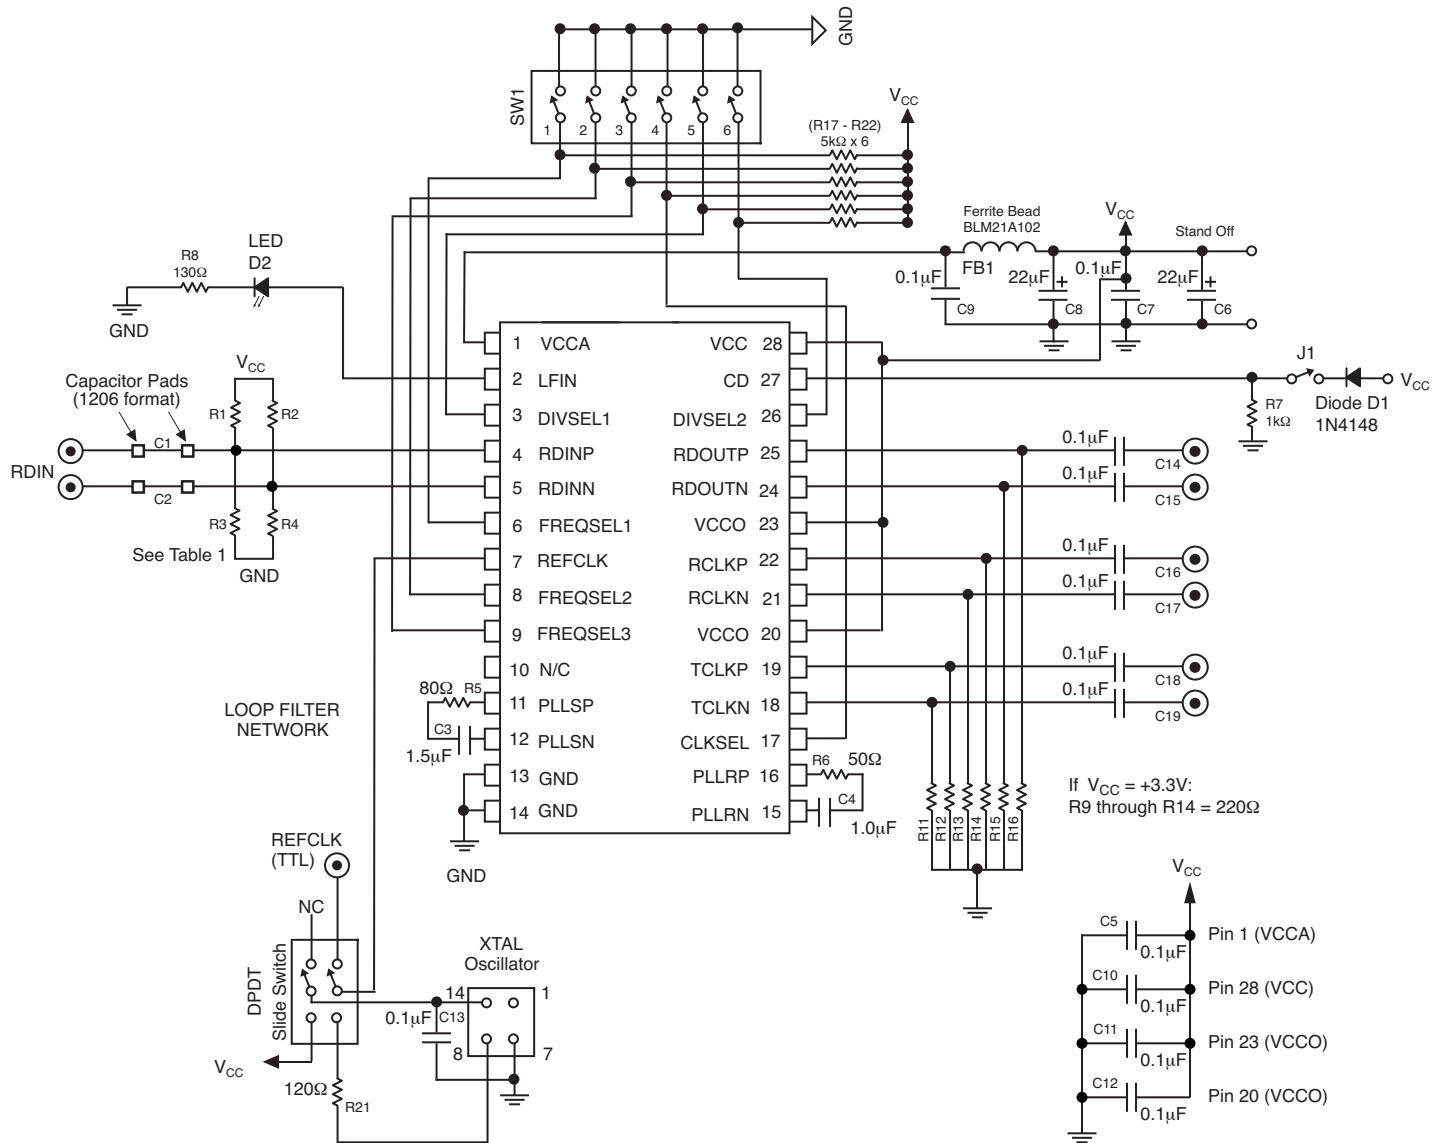 GND
SW1
1 2 3 4 5 6
VCC
(R17 - R22)
5kΩ x 6
Ferrite Bead
BLM21A102
VCC
Stand Off
0.1µF
FB1
22µF
+
0.1µF
22µF
+
C9
C8
C7
C6
LED
D2
R8
130Ω
GND
VCC
Capacitor Pads
(1206 format)
R1
R2
C1
RDIN
C2
R3
R4
See Table 1
GND
1 VCCA
2 LFIN
3 DIVSEL1
4 RDINP
5 RDINN
6 FREQSEL1
7 REFCLK
8 FREQSEL2
9 FREQSEL3
10 N/C
11 PLLSP
12 PLLSN
13 GND
14 GND
VCC 28
CD 27
DIVSEL2 26
RDOUTP 25
RDOUTN 24
VCCO 23
RCLKP 22
RCLKN 21
VCCO 20
TCLKP 19
TCLKN 18
CLKSEL 17
PLLRP 16
PLLRN 15
J1
VCC
R7
1kΩ
Diode D1
1N4148
0.1µF
C14
0.1µF
C15
0.1µF
C16
0.1µF
C17
0.1µF
C18
0.1µF
C19
80Ω R5
C3
1.5µF
LOOP FILTER
NETWORK
R6 50Ω
C4
1.0µF
R11
R12
R13
R14
R15
R16
If VCC = +3.3V:
R9 through R14 = 220Ω
GND
REFCLK
(TTL)
NC
DPDT
Slide Switch
VCC
120Ω
R21
XTAL
Oscillator
14
1
0.1µF
C13
8
7
VCC
C5
0.1µF
Pin 1 (VCCA)
C10
0.1µF
Pin 28 (VCC)
C11
0.1µF
Pin 23 (VCCO)
C12
0.1µF
Pin 20 (VCCO)